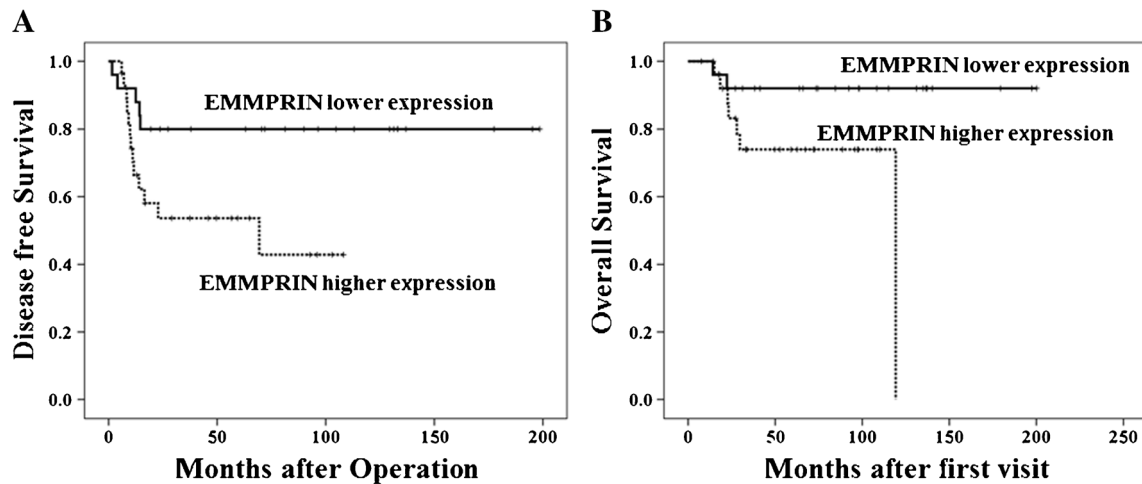 A
Disease free Survival
1.0
0.8
0.6
0.4
0.2
0.0
EMMPRIN lower expression
EMMPRIN higher expression
0 50 100 150 200
Months after Operation
B
Overall Survival
1.0
0.8
0.6
0.4
0.2
0.0
EMMPRIN lower expression
EMMPRIN higher expression
0 50 100 150 200 250
Months after first visit